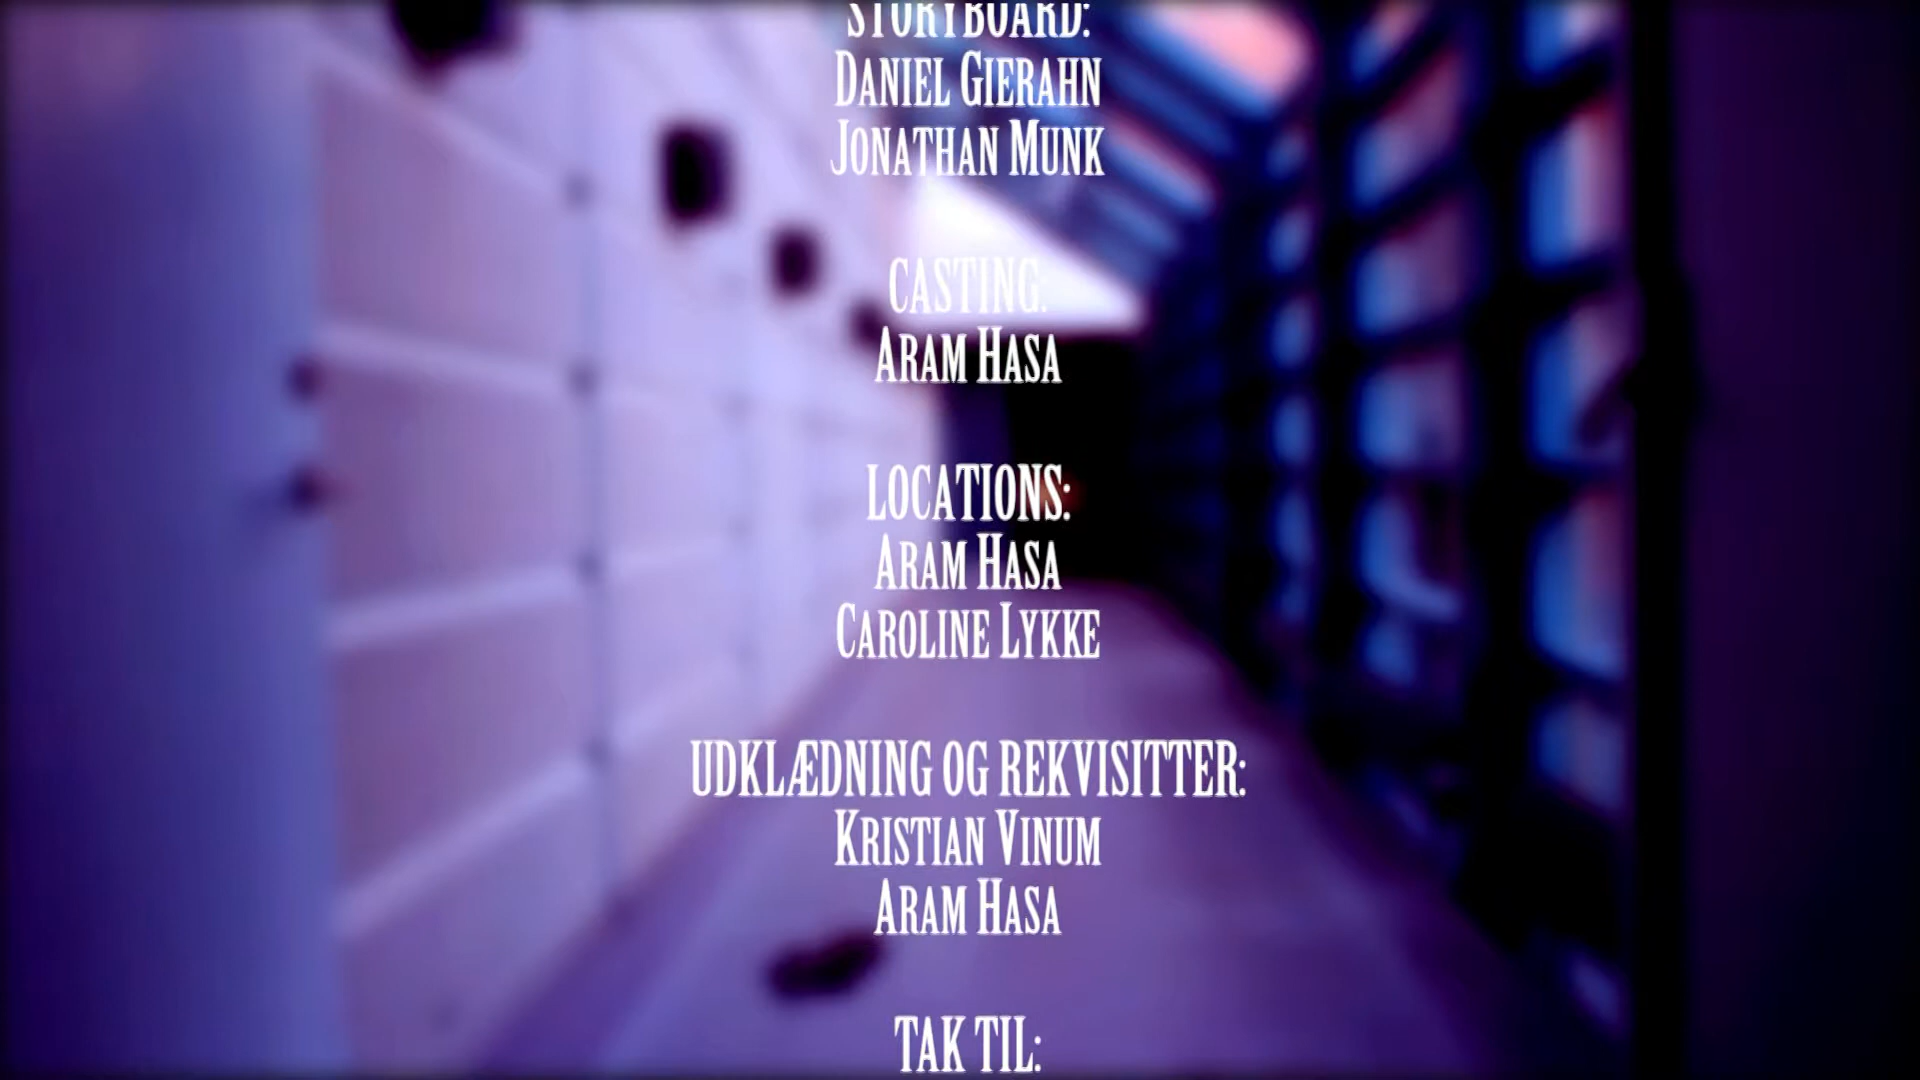 STORYBOARD:
DANIEL GIERAHN
JONATHAN MUNK
CASTING:
ARAM HASA
LOCATIONS:
ARAM HASA
CAROLINE LYKKE
UDKLÆDNING OG REKVISITTER:
KRISTIAN VINUM
ARAM HASA
TAK TIL: